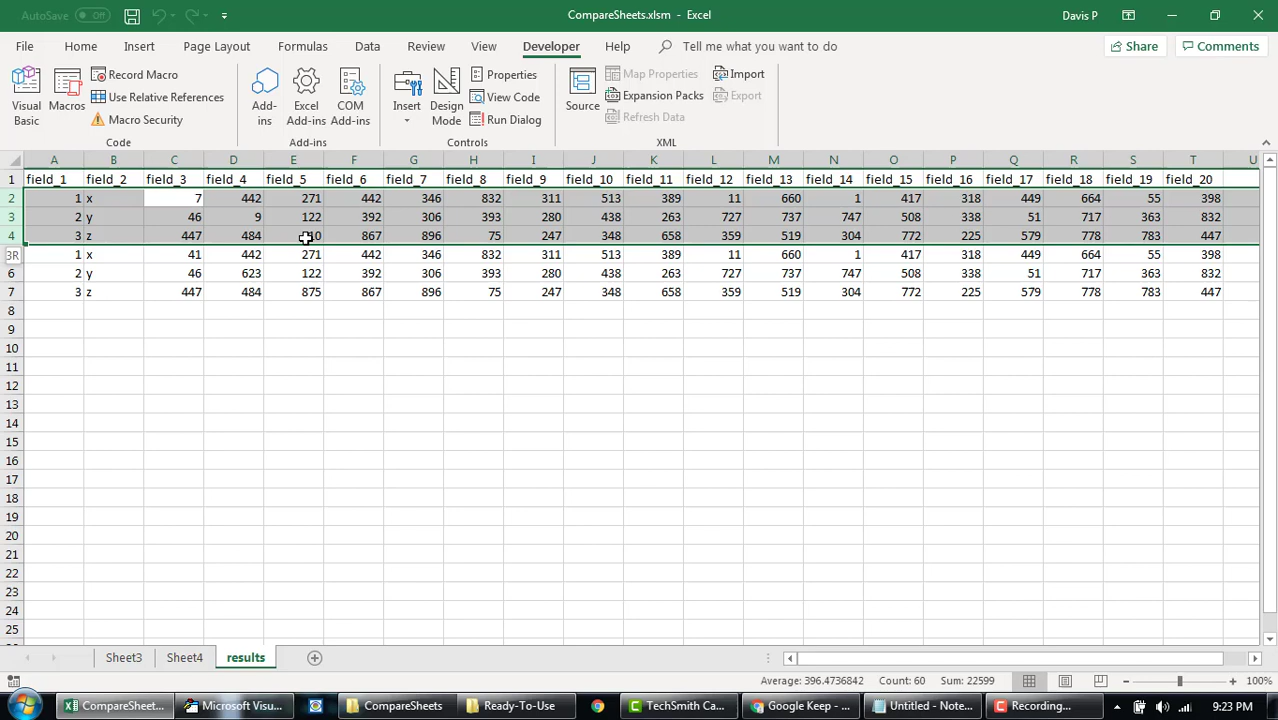 AutoSave Off CompareSheets.xlsm - Excel Davis P
File Home Insert Page Layout Formulas Data Review View Developer Help Tell me what you want to do Share Comments
Visual Basic Macros Record Macro Use Relative References Macro Security
Add-ins Excel Add-ins COM Add-ins
Insert Design Mode Properties View Code Run Dialog
Source Map Properties Expansion Packs Refresh Data Import Export
Code Add-ins Controls XML
A B C D E F G H I J K L M N O P Q R S T U
1 field_1 field_2 field_3 field_4 field_5 field_6 field_7 field_8 field_9 field_10 field_11 field_12 field_13 field_14 field_15 field_16 field_17 field_18 field_19 field_20
2 1 x 7 442 271 442 346 832 311 513 389 11 660 1 417 318 449 664 55 398
3 2 y 46 9 122 392 306 393 280 438 263 727 737 747 508 338 51 717 363 832
4 3 z 447 484 867 896 75 247 348 658 359 519 304 772 225 579 778 783 447
3R 1 x 41 442 271 442 346 832 311 513 389 11 660 1 417 318 449 664 55 398
6 2 y 46 623 122 392 306 393 280 438 263 727 737 747 508 338 51 717 363 832
7 3 z 447 484 875 867 896 75 247 348 658 359 519 304 772 225 579 778 783 447
8
9
10
11
12
13
14
15
16
17
18
19
20
21
22
23
24
25
Sheet3 Sheet4 results
Average: 396.4736842 Count: 60 Sum: 22599 100%
CompareSheet... Microsoft Visu... CompareSheets Ready-To-Use TechSmith Ca... Google Keep - ... Untitled - Notes... Recording... 9:23 PM